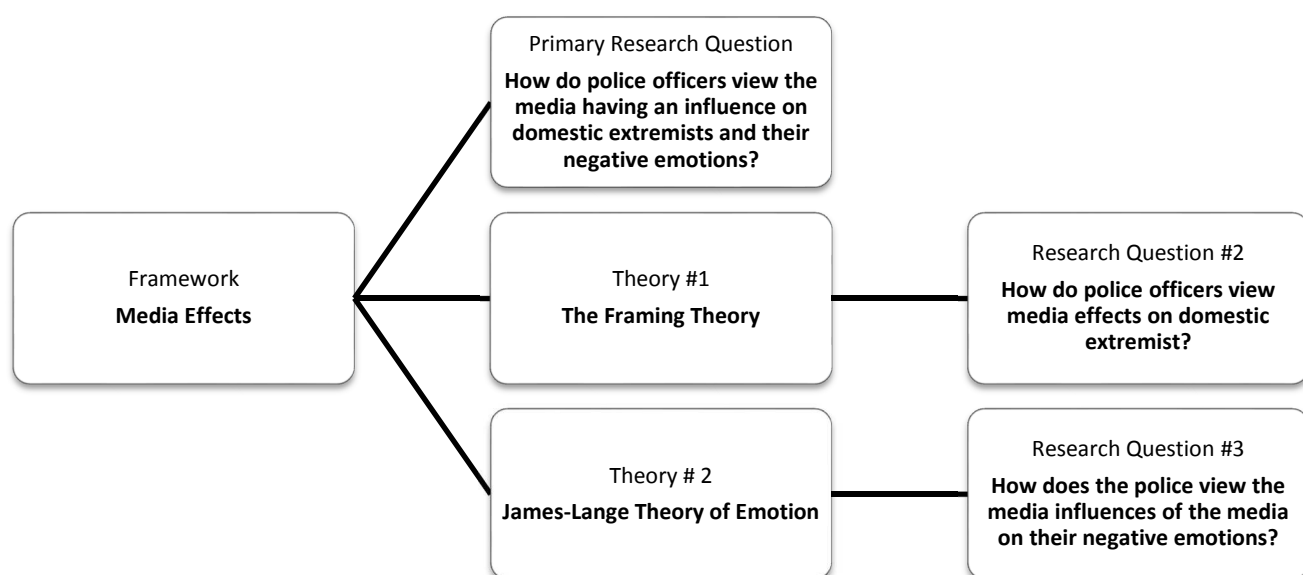 Primary Research Question
How do police officers view the
media having an influence on
domestic extremists and their
negative emotions?
Framework
Media Effects
Theory #1
The Framing Theory
Research Question #2
How do police officers view
media effects on domestic
extremist?
Theory # 2
James-Lange Theory of Emotion
Research Question #3
How does the police view the
media influences of the media
on their negative emotions?